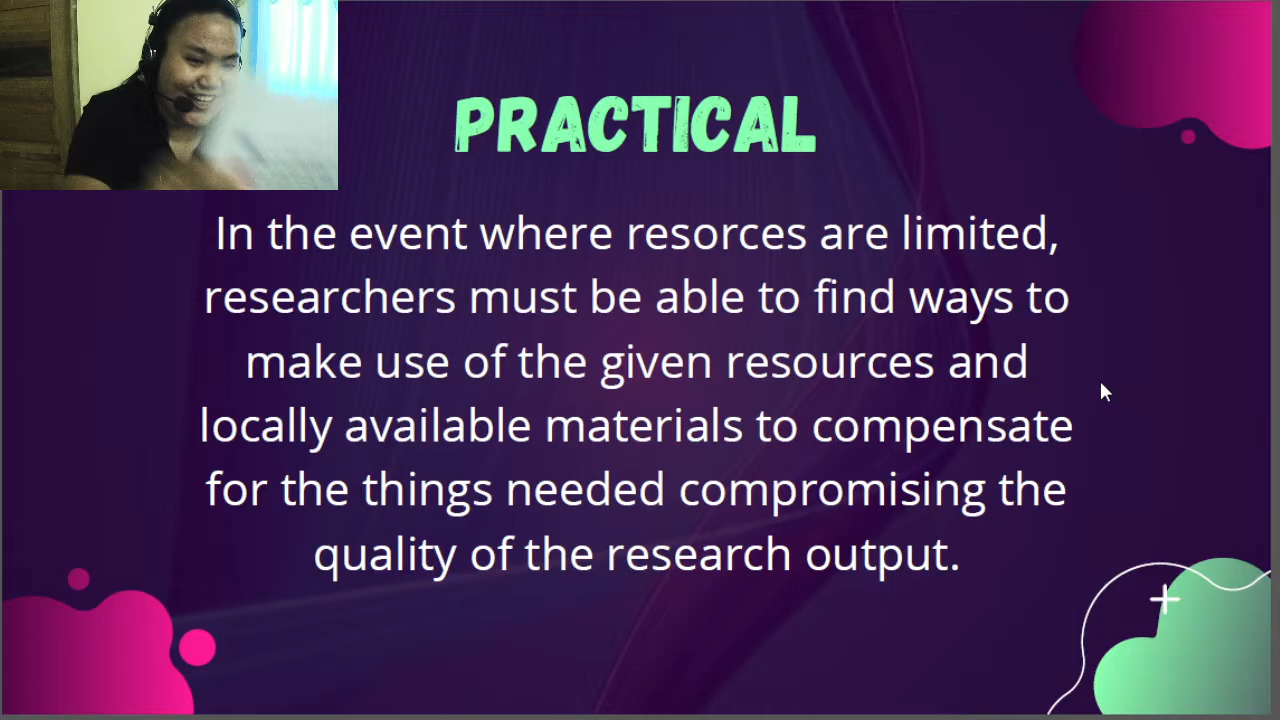 PRACTICAL
In the event where resorces are limited,
researchers must be able to find ways to
make use of the given resources and
locally available materials to compensate
for the things needed compromising the
quality of the research output.